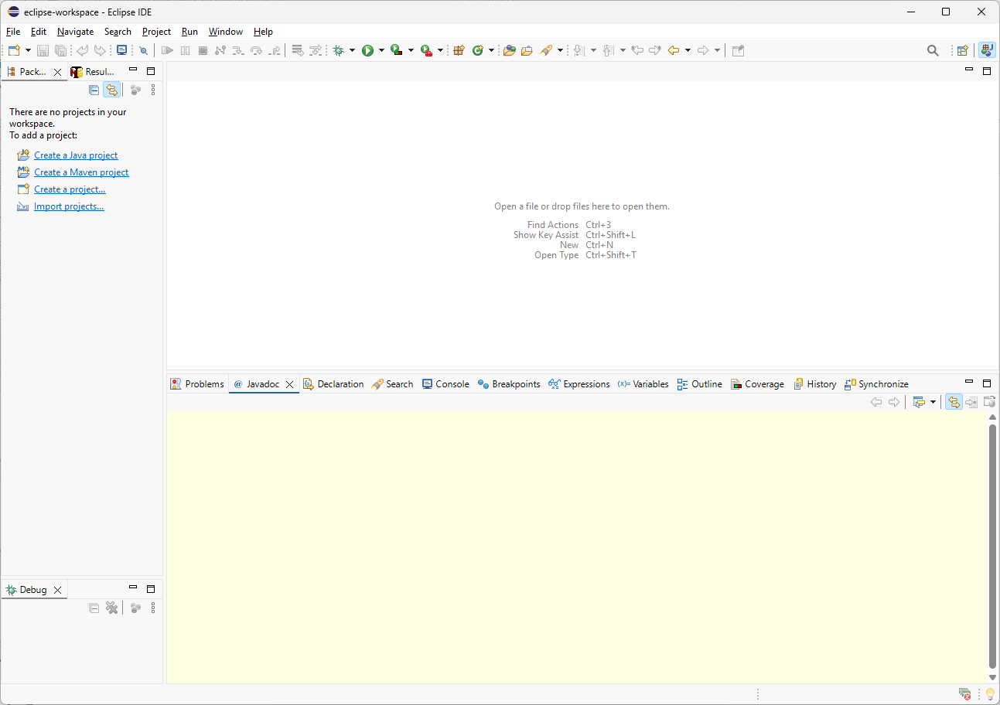 eclipse-workspace - Eclipse IDE
File Edit Navigate Search Project Run Window Help
Pack... Resul...
There are no projects in your
workspace.
To add a project:
Create a Java project
Create a Maven project
Create a project...
Import projects...
Open a file or drop files here to open them.
Find Actions Ctrl+3
Show Key Assist Ctrl+Shift+L
New Ctrl+N
Open Type Ctrl+Shift+T
Problems @ Javadoc Declaration Search Console Breakpoints Expressions (x)= Variables Outline Coverage History Synchronize
Debug